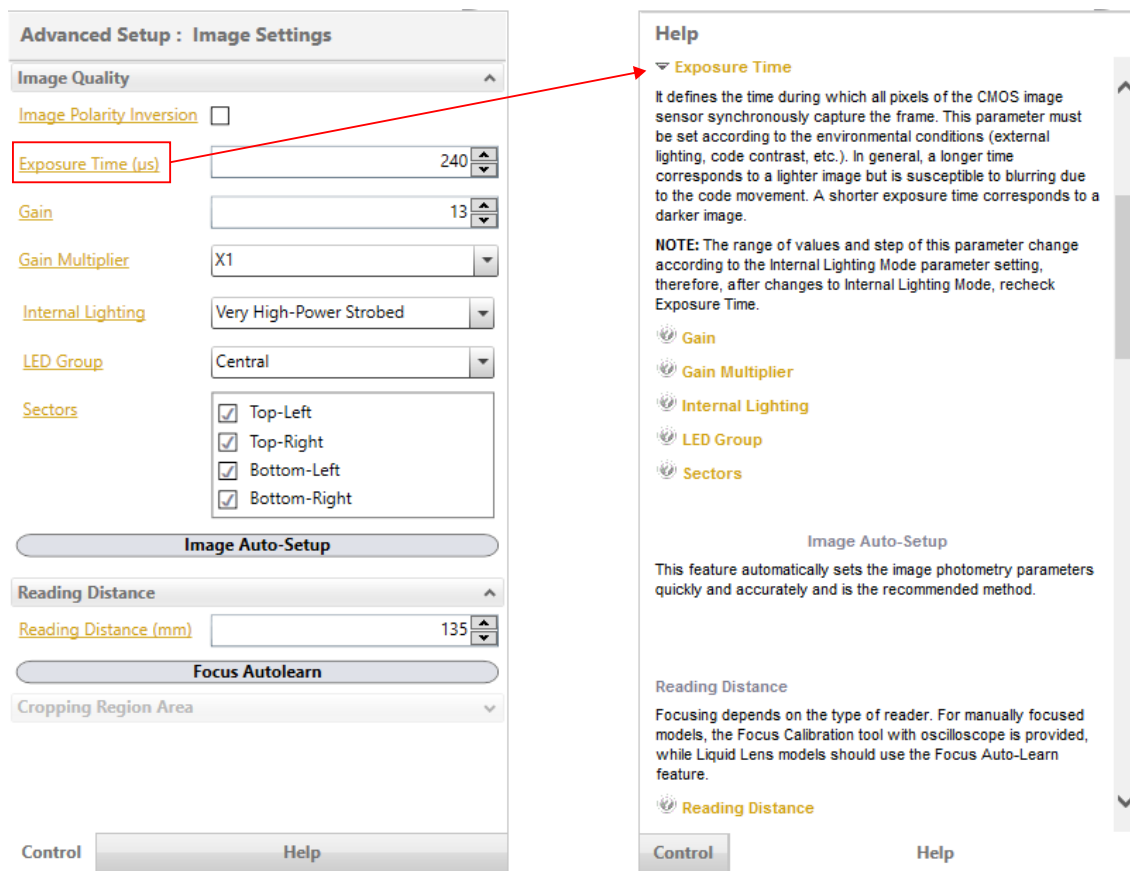 Advanced Setup : Image Settings
Image Quality
Image Polarity Inversion
Exposure Time (µs)
240
Gain
13
Gain Multiplier
X1
Internal Lighting
Very High-Power Strobed
LED Group
Central
Sectors
Top-Left
Top-Right
Bottom-Left
Bottom-Right
Image Auto-Setup
Reading Distance
Reading Distance (mm)
135
Focus Autolearn
Cropping Region Area
Control
Help
Help
Exposure Time
It defines the time during which all pixels of the CMOS image
sensor synchronously capture the frame. This parameter must
be set according to the environmental conditions (external
lighting, code contrast, etc.). In general, a longer time
corresponds to a lighter image but is susceptible to blurring due
to the code movement. A shorter exposure time corresponds to a
darker image.
NOTE: The range of values and step of this parameter change
according to the Internal Lighting Mode parameter setting,
therefore, after changes to Internal Lighting Mode, recheck
Exposure Time.
Gain
Gain Multiplier
Internal Lighting
LED Group
Sectors
Image Auto-Setup
This feature automatically sets the image photometry parameters
quickly and accurately and is the recommended method.
Reading Distance
Focusing depends on the type of reader. For manually focused
models, the Focus Calibration tool with oscilloscope is provided,
while Liquid Lens models should use the Focus Auto-Learn
feature.
Reading Distance
Control
Help